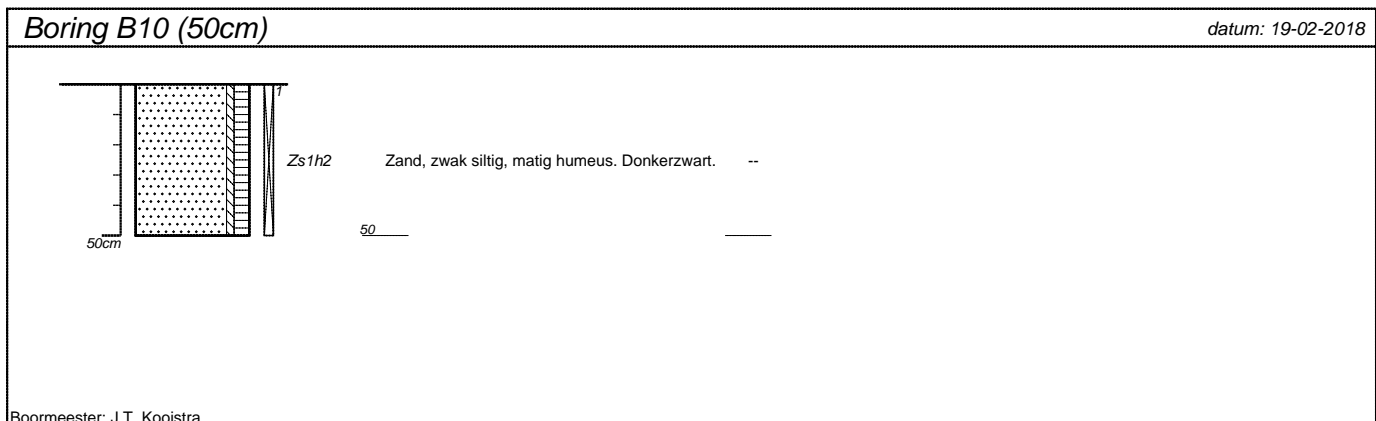 Boring B10 (50cm) datum: 19-02-2018
1
Zs1h2 Zand, zwak siltig, matig humeus. Donkerzwart. --
50cm 50
Boormeester: J.T. Kooistra